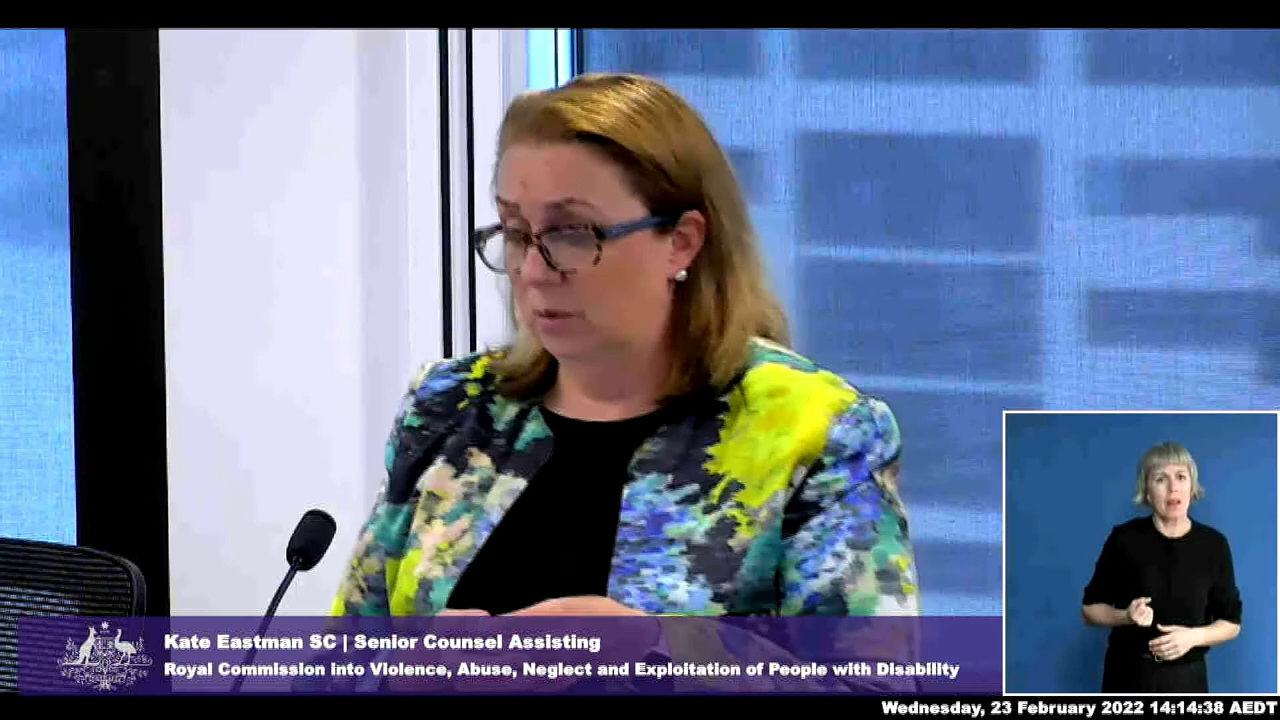 Kate Eastman SC | Senior Counsel Assisting
Royal Commission into Violence, Abuse, Neglect and Exploitation of People with Disability
Wednesday, 23 February 2022 14:14:38 AEDT